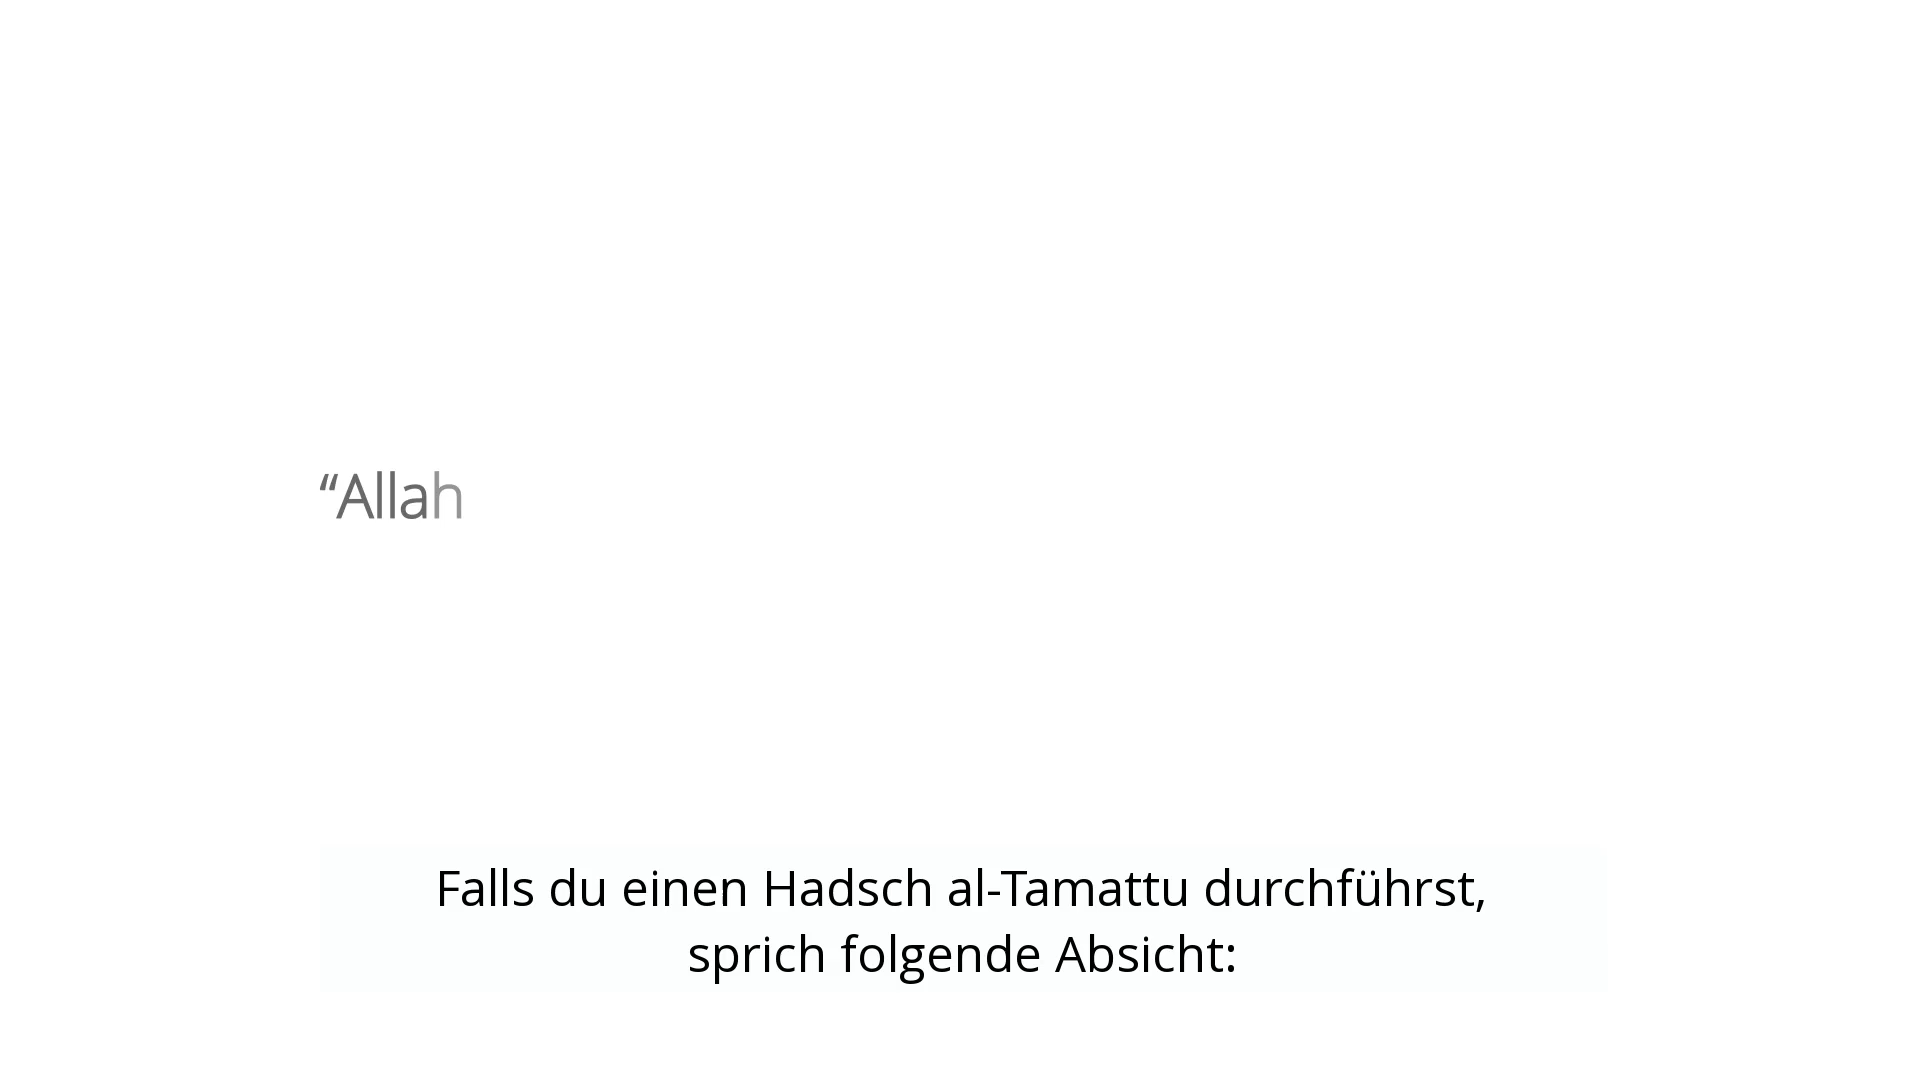 “Allah
Falls du einen Hadsch al-Tamattu durchführst,
sprich folgende Absicht: